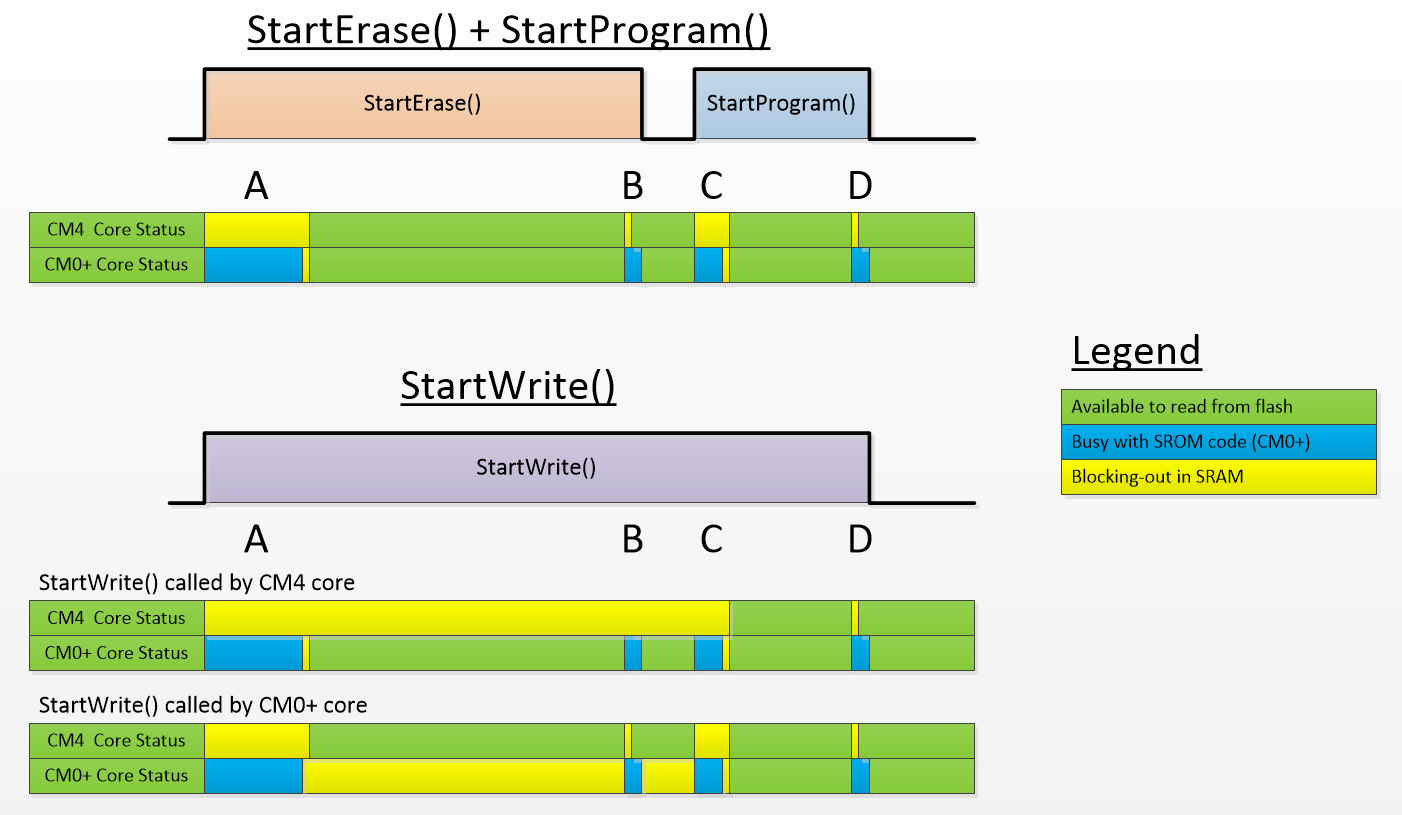 StartErase() + StartProgram()
StartErase()
StartProgram()
A
B
C
D
CM4 Core Status
CM0+ Core Status
StartWrite()
StartWrite()
A
B
C
D
StartWrite() called by CM4 core
CM4 Core Status
CM0+ Core Status
StartWrite() called by CM0+ core
CM4 Core Status
CM0+ Core Status
Legend
Available to read from flash
Busy with SROM code (CM0+)
Blocking-out in SRAM